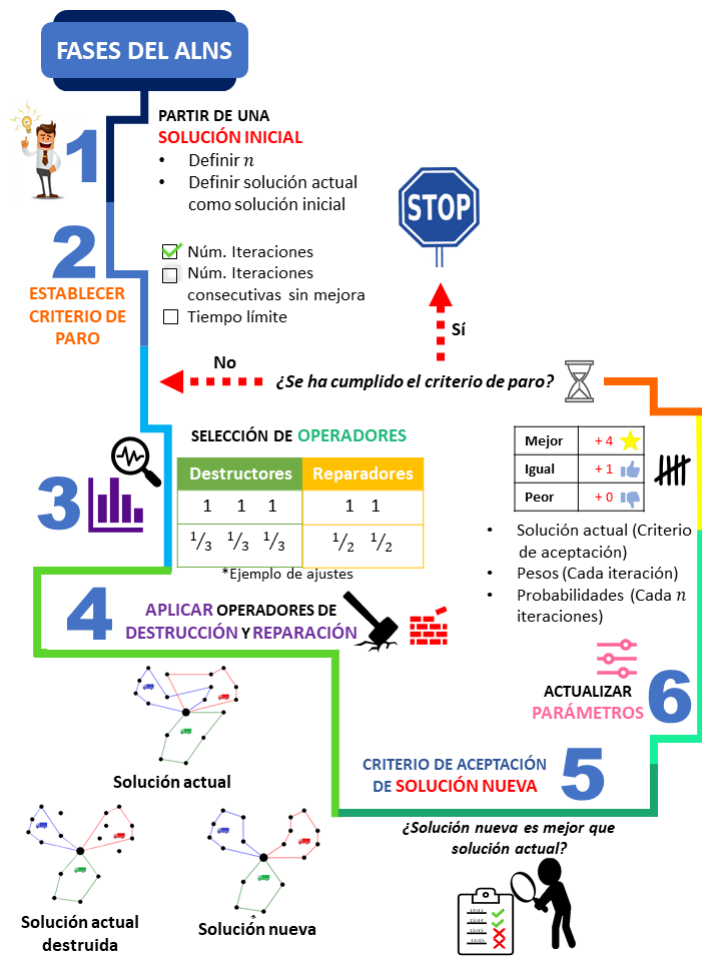 FASES DEL ALNS
1
PARTIR DE UNA
SOLUCIÓN INICIAL
• Definir n
• Definir solución actual
como solución inicial
STOP
2
ESTABLECER
CRITERIO DE
PARO
Núm. Iteraciones
Núm. Iteraciones
consecutivas sin mejora
Tiempo límite
Sí
No
¿Se ha cumplido el criterio de paro?
3
SELECCIÓN DE OPERADORES
Destructores Reparadores
1 1 1 1 1
1/3 1/3 1/3 1/2 1/2
*Ejemplo de ajustes
Mejor + 4
Igual + 1
Peor + 0
• Solución actual (Criterio
de aceptación)
• Pesos (Cada iteración)
• Probabilidades (Cada n
iteraciones)
4
APLICAR OPERADORES DE
DESTRUCCIÓN Y REPARACIÓN
6
ACTUALIZAR
PARÁMETROS
5
CRITERIO DE ACEPTACIÓN
DE SOLUCIÓN NUEVA
Solución actual
¿Solución nueva es mejor que
solución actual?
Solución actual
destruida
Solución nueva